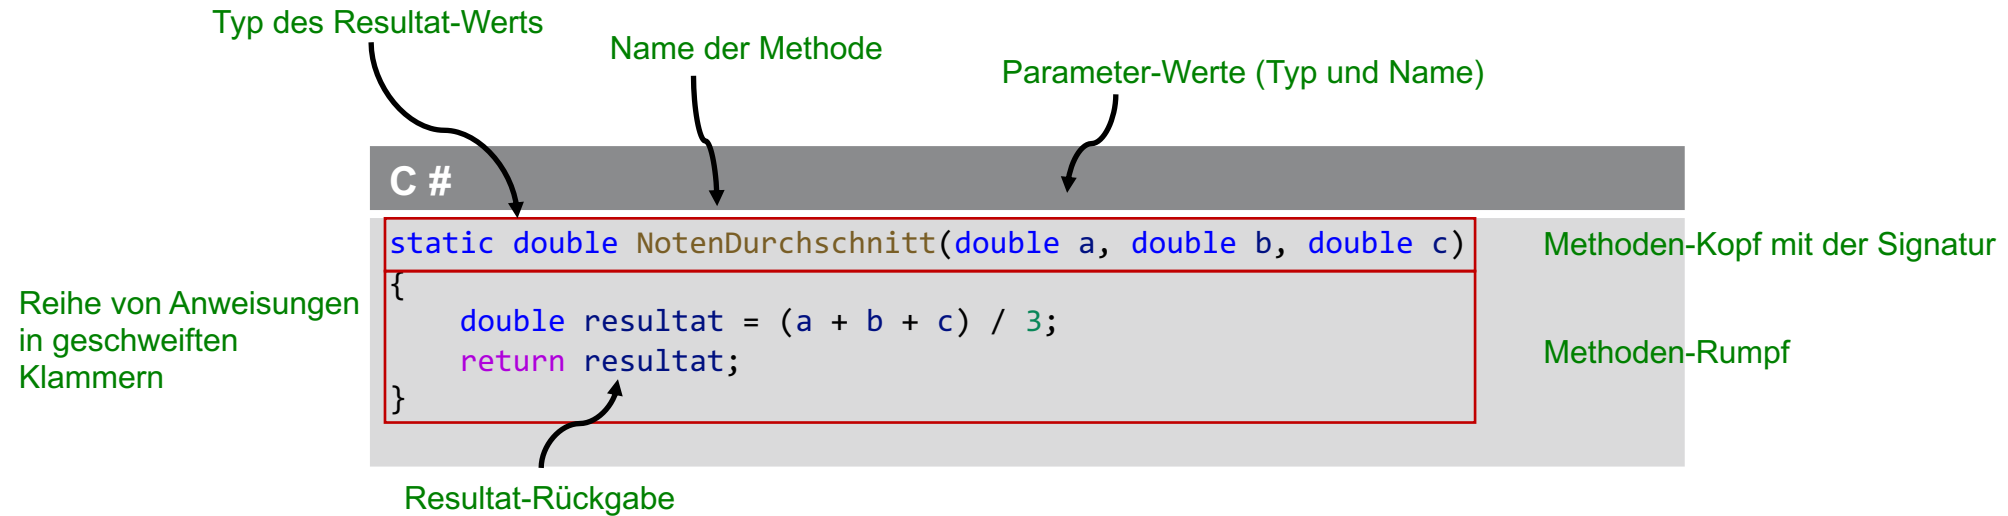 Typ des Resultat-Werts
Name der Methode
Parameter-Werte (Typ und Name)
C #
static double NotenDurchschnitt(double a, double b, double c)
Methoden-Kopf mit der Signatur
{
Reihe von Anweisungen
in geschweiften
Klammern
double resultat = (a + b + c) / 3;
return resultat;
Methoden-Rumpf
}
Resultat-Rückgabe